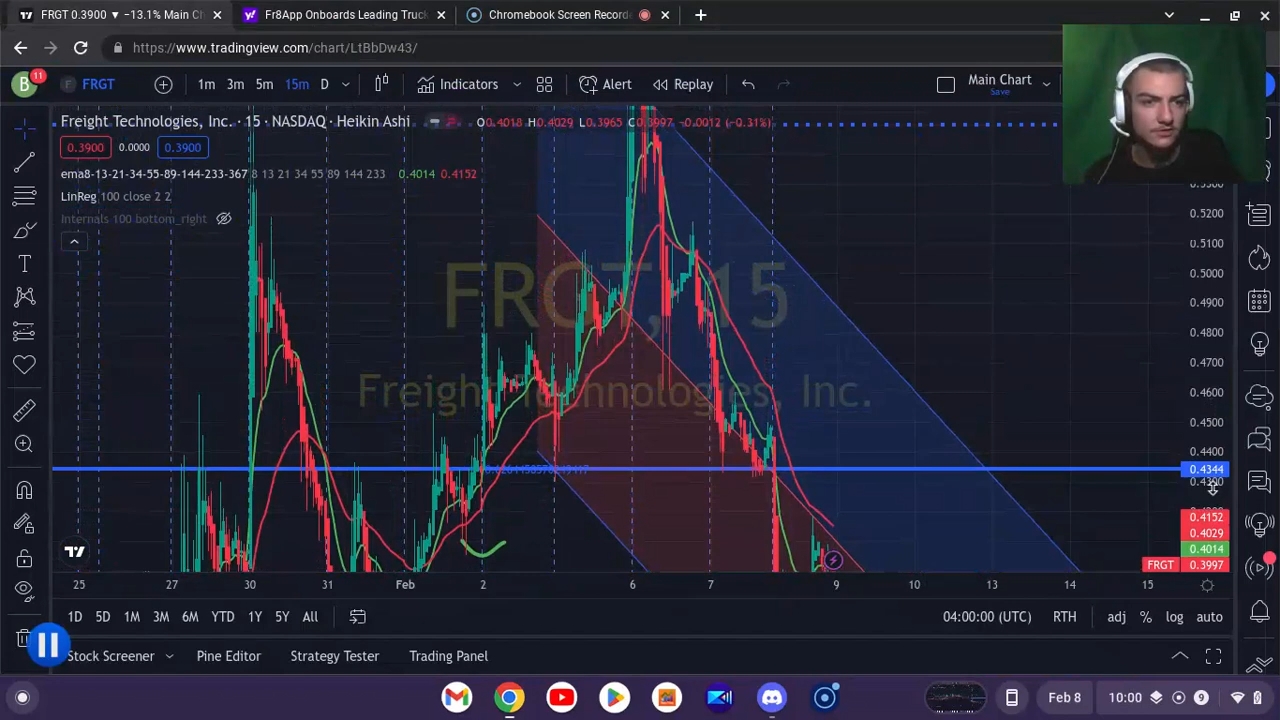 FRGT 0.3900 ▼ −13.1% Main C
Fr8App Onboards Leading Truck
Chromebook Screen Record
https://www.tradingview.com/chart/LtBbDw43/
B 11
FRGT
1m 3m 5m 15m D
Indicators
Alert
Replay
Main Chart
Save
Freight Technologies, Inc. · 15 · NASDAQ · Heikin Ashi
O0.4018 H0.4029 L0.3965 C0.3997 −0.0012 (−0.31%)
0.3900 0.0000 0.3900
ema8-13-21-34-55-89-144-233-367 8 13 21 34 55 89 144 233 0.4014 0.4152
LinReg 100 close 2 2
Internals 100 bottom_right
FRGT, 15
Freight Technologies, Inc.
0.5200
0.5100
0.5000
0.4900
0.4800
0.4700
0.4600
0.4500
0.4400
0.4344
0.4300
0.4152
0.4029
0.4014
FRGT 0.3997
25 27 30 31 Feb 2 6 7 8 9 10 13 14 15
1D 5D 1M 3M 6M YTD 1Y 5Y All
04:00:00 (UTC) RTH adj % log auto
Stock Screener
Pine Editor
Strategy Tester
Trading Panel
Feb 8
10:00
9